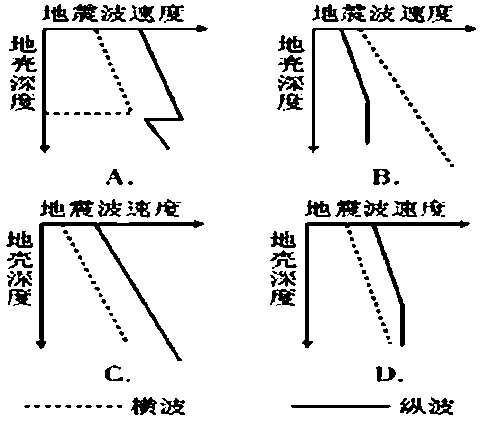 地震波速度
地壳深度
A.
地震波速度
地壳深度
B.
地震波速度
地壳深度
C.
地震波速度
地壳深度
D.
横波
纵波